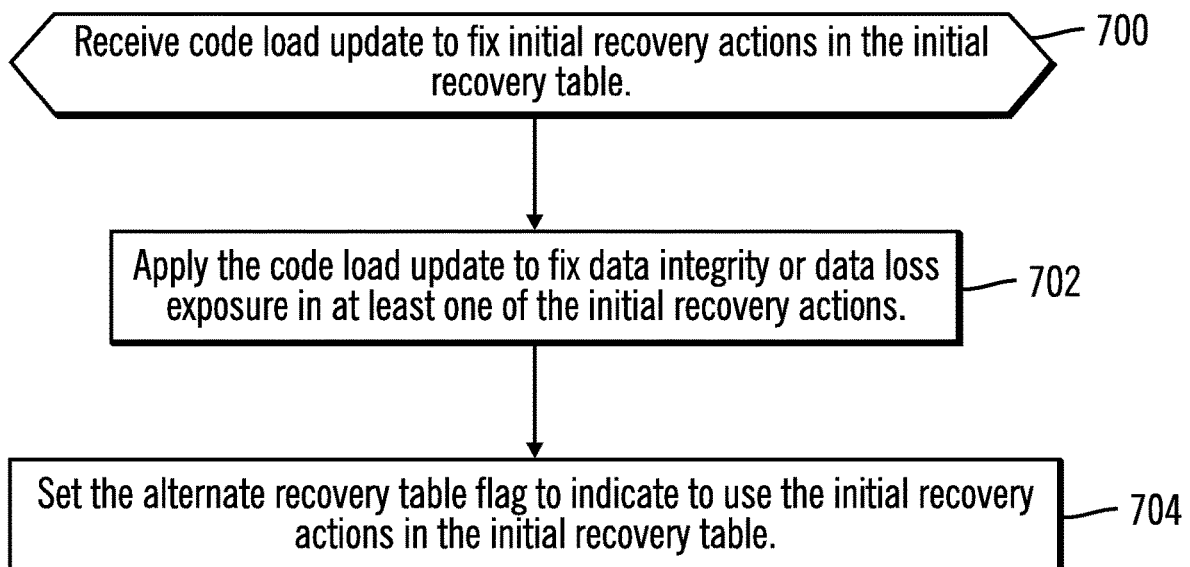 Receive code load update to fix initial recovery actions in the initial
recovery table.
700
Apply the code load update to fix data integrity or data loss
exposure in at least one of the initial recovery actions.
702
Set the alternate recovery table flag to indicate to use the initial recovery
actions in the initial recovery table.
704